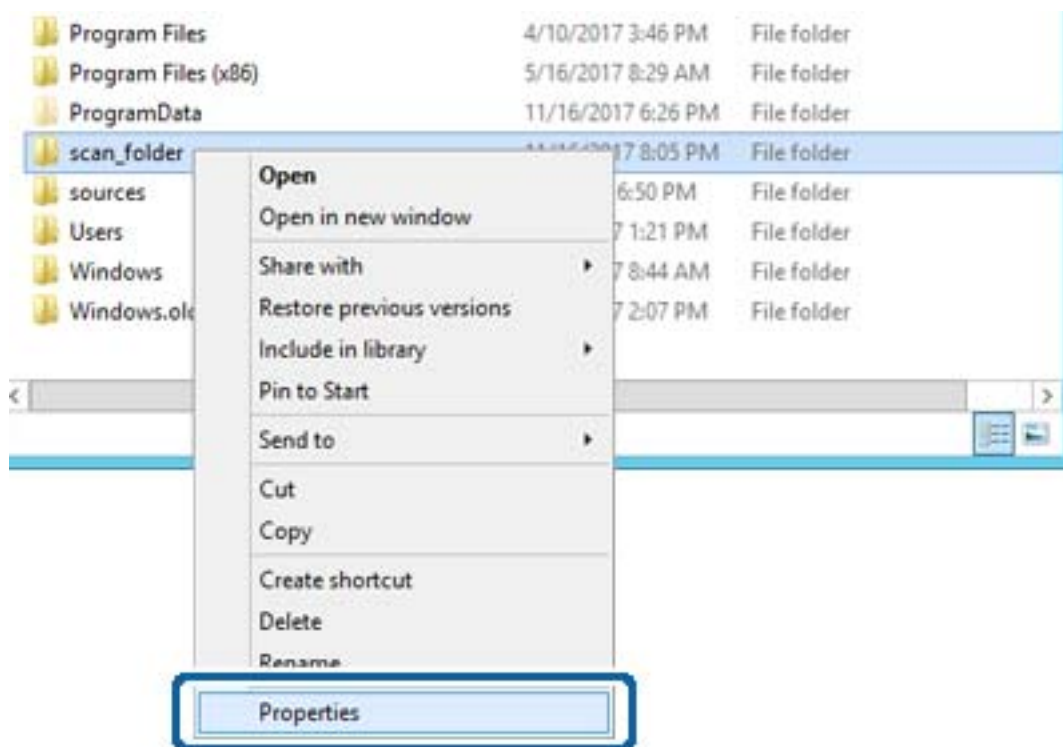 Program Files 4/10/2017 3:46 PM File folder
Program Files (x86) 5/16/2017 8:29 AM File folder
ProgramData 11/16/2017 6:26 PM File folder
scan_folder 8:05 PM File folder
sources 6:50 PM File folder
Users 1:21 PM File folder
Windows 8:44 AM File folder
Windows.old 2:07 PM File folder
Open
Open in new window
Share with
Restore previous versions
Include in library
Pin to Start
Send to
Cut
Copy
Create shortcut
Delete
Rename
Properties